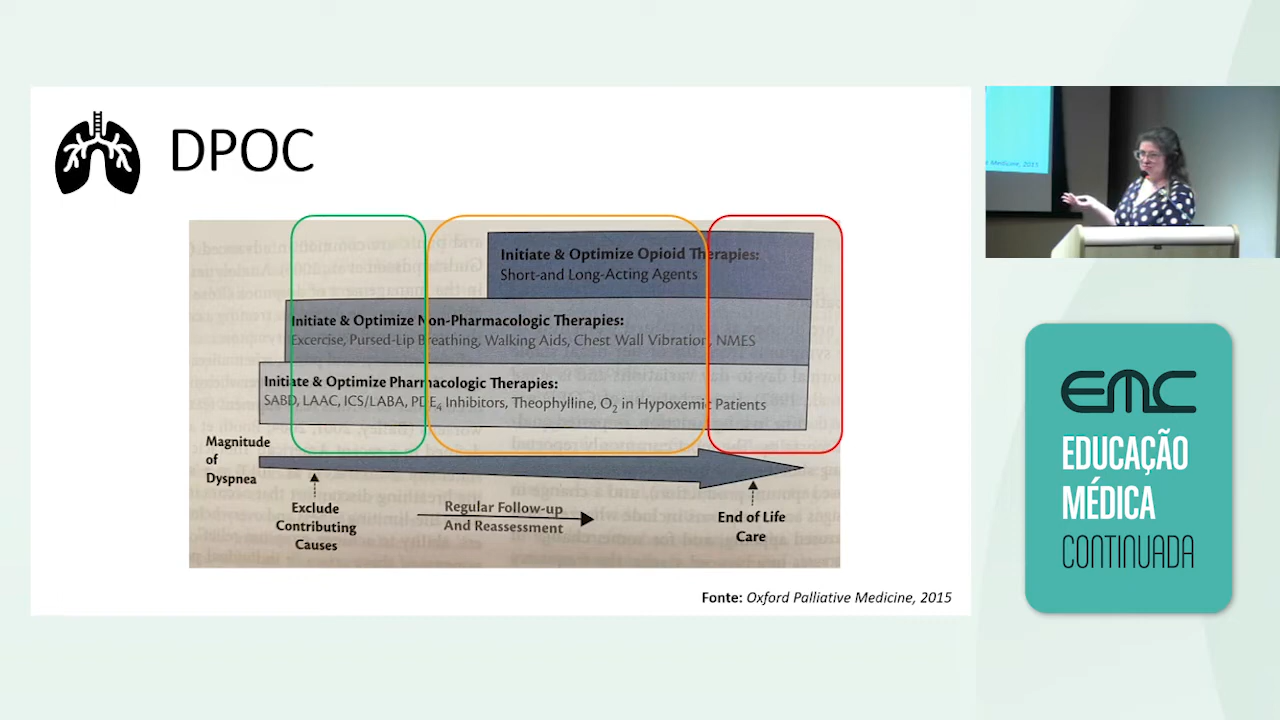 DPOC
Initiate & Optimize Opioid Therapies:
Short-and Long-Acting Agents
Initiate & Optimize Non-Pharmacologic Therapies:
Excercise, Pursed-Lip Breathing, Walking Aids, Chest Wall Vibration, NMES
Initiate & Optimize Pharmacologic Therapies:
SABD, LAAC, ICS/LABA, PDE4 Inhibitors, Theophylline, O2 in Hypoxemic Patients
Magnitude
of
Dyspnea
Exclude
Contributing
Causes
Regular Follow-up
And Reassessment
End of Life
Care
Fonte: Oxford Palliative Medicine, 2015
Medicine, 2015
EMC
EDUCAÇÃO
MÉDICA
CONTINUADA